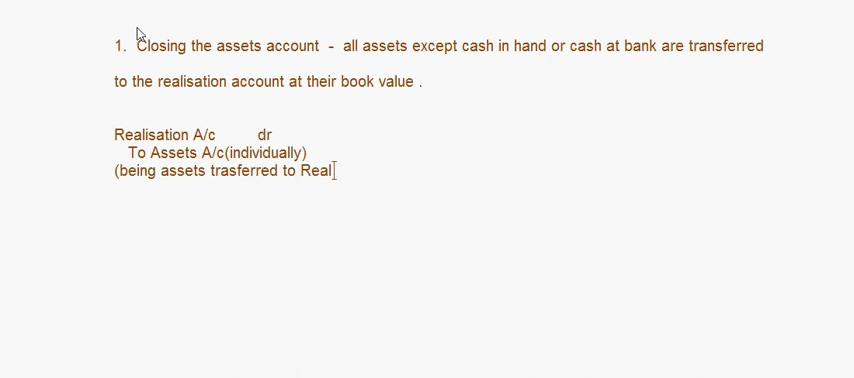 1. Closing the assets account - all assets except cash in hand or cash at bank are transferred
to the realisation account at their book value .
Realisation A/c dr
To Assets A/c(individually)
(being assets trasferred to Real